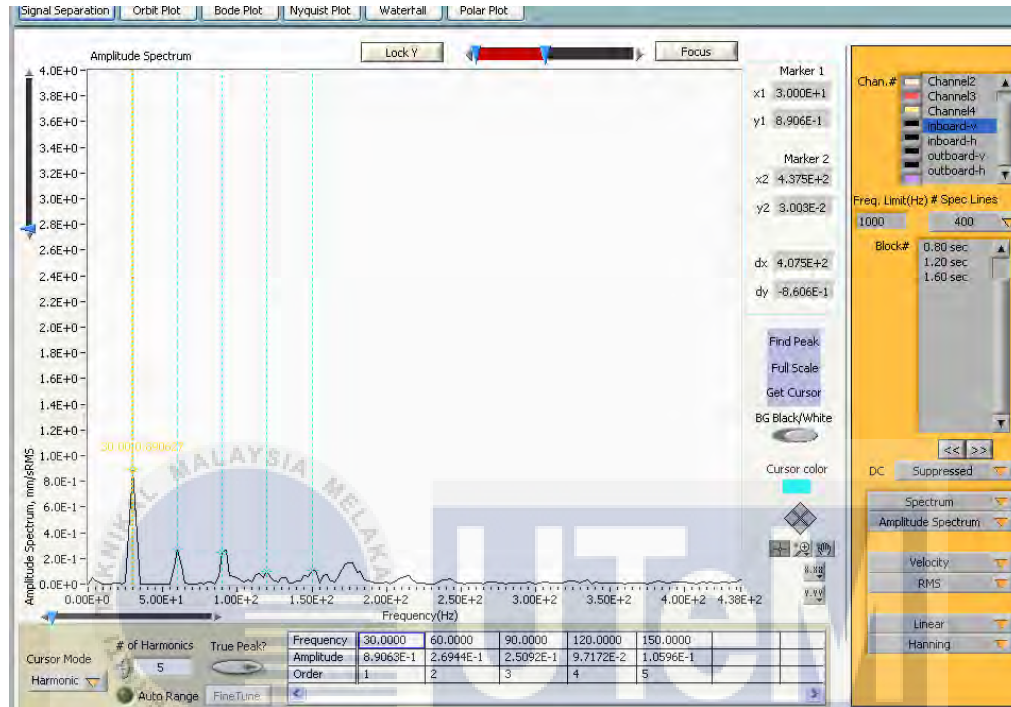 Signal Separation Orbit Plot Bode Plot Nyquist Plot Waterfall Polar Plot
Amplitude Spectrum
Lock Y
Focus
4.0E+0
3.8E+0
3.6E+0
3.4E+0
3.2E+0
3.0E+0
2.8E+0
2.6E+0
2.4E+0
2.2E+0
2.0E+0
1.8E+0
1.6E+0
1.4E+0
1.2E+0
1.0E+0
8.0E-1
6.0E-1
4.0E-1
2.0E-1
0.0E+0
Amplitude Spectrum, mm/sRMS
0.00E+0 5.00E+1 1.00E+2 1.50E+2 2.00E+2 2.50E+2 3.00E+2 3.50E+2 4.00E+2 4.38E+2
Frequency(Hz)
Marker 1
x1 3.000E+1
y1 8.906E-1
Marker 2
x2 4.375E+2
y2 3.003E-2
dx 4.075E+2
dy -8.606E-1
Find Peak
Full Scale
Get Cursor
BG Black/White
Cursor color
X.XX
Y.YY
Chan.#
Channel2
Channel3
Channel4
inboard-v
inboard-h
outboard-v
outboard-h
Freq. Limit(Hz) # Spec Lines
1000 400
Block#
0.80 sec
1.20 sec
1.60 sec
<< >>
DC Suppressed
Spectrum
Amplitude Spectrum
Velocity
RMS
Linear
Hanning
Cursor Mode
Harmonic
# of Harmonics
5
True Peak?
Auto Range
FineTune
Frequency 30.0000 60.0000 90.0000 120.0000 150.0000
Amplitude 8.9063E-1 2.6944E-1 2.5092E-1 9.7172E-2 1.0596E-1
Order 1 2 3 4 5
NIKAL MALAYSIA MELAKA
UTeM